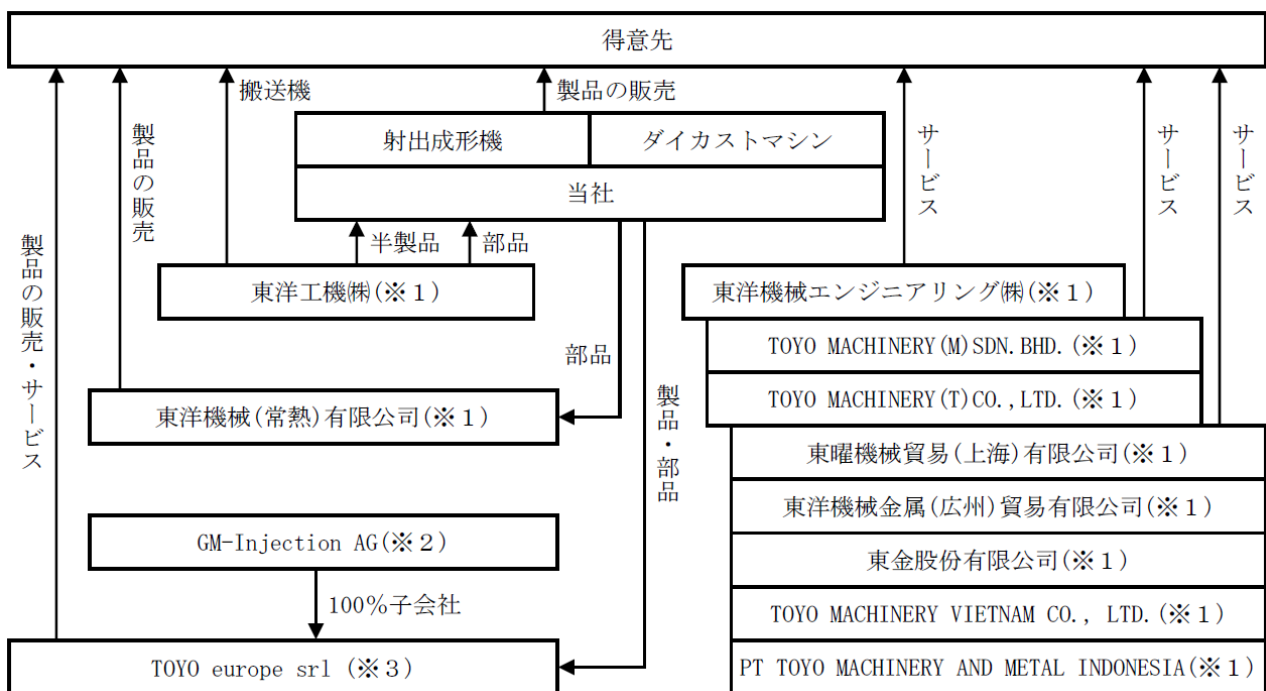 得意先
搬送機
製品の販売
製品の販売
サービス
サービス
サービス
射出成形機
ダイカストマシン
当社
半製品
部品
製品の販売・サービス
東洋工機㈱(※1)
東洋機械エンジニアリング㈱(※1)
TOYO MACHINERY(M)SDN.BHD.(※1)
部品
製品・部品
TOYO MACHINERY(T)CO.,LTD.(※1)
東洋機械(常熱)有限公司(※1)
東曜機械貿易(上海)有限公司(※1)
東洋機械金属(広州)貿易有限公司(※1)
GM-Injection AG(※2)
東金股份有限公司(※1)
100%子会社
TOYO MACHINERY VIETNAM CO., LTD.(※1)
TOYO europe srl (※3)
PT TOYO MACHINERY AND METAL INDONESIA(※1)